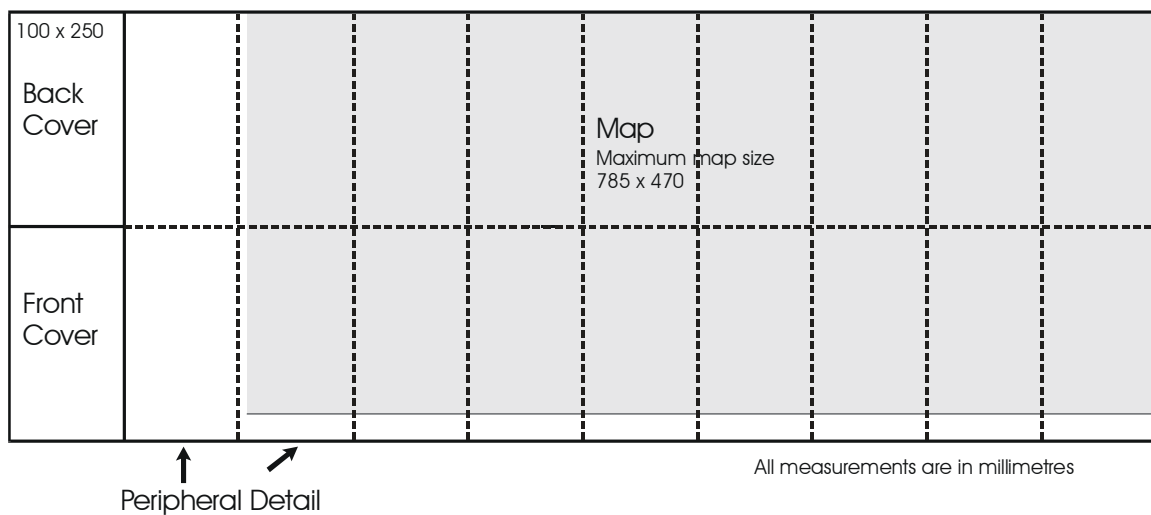 100 x 250
Back
Cover
Map
Maximum map size
785 x 470
Front
Cover
All measurements are in millimetres
Peripheral Detail